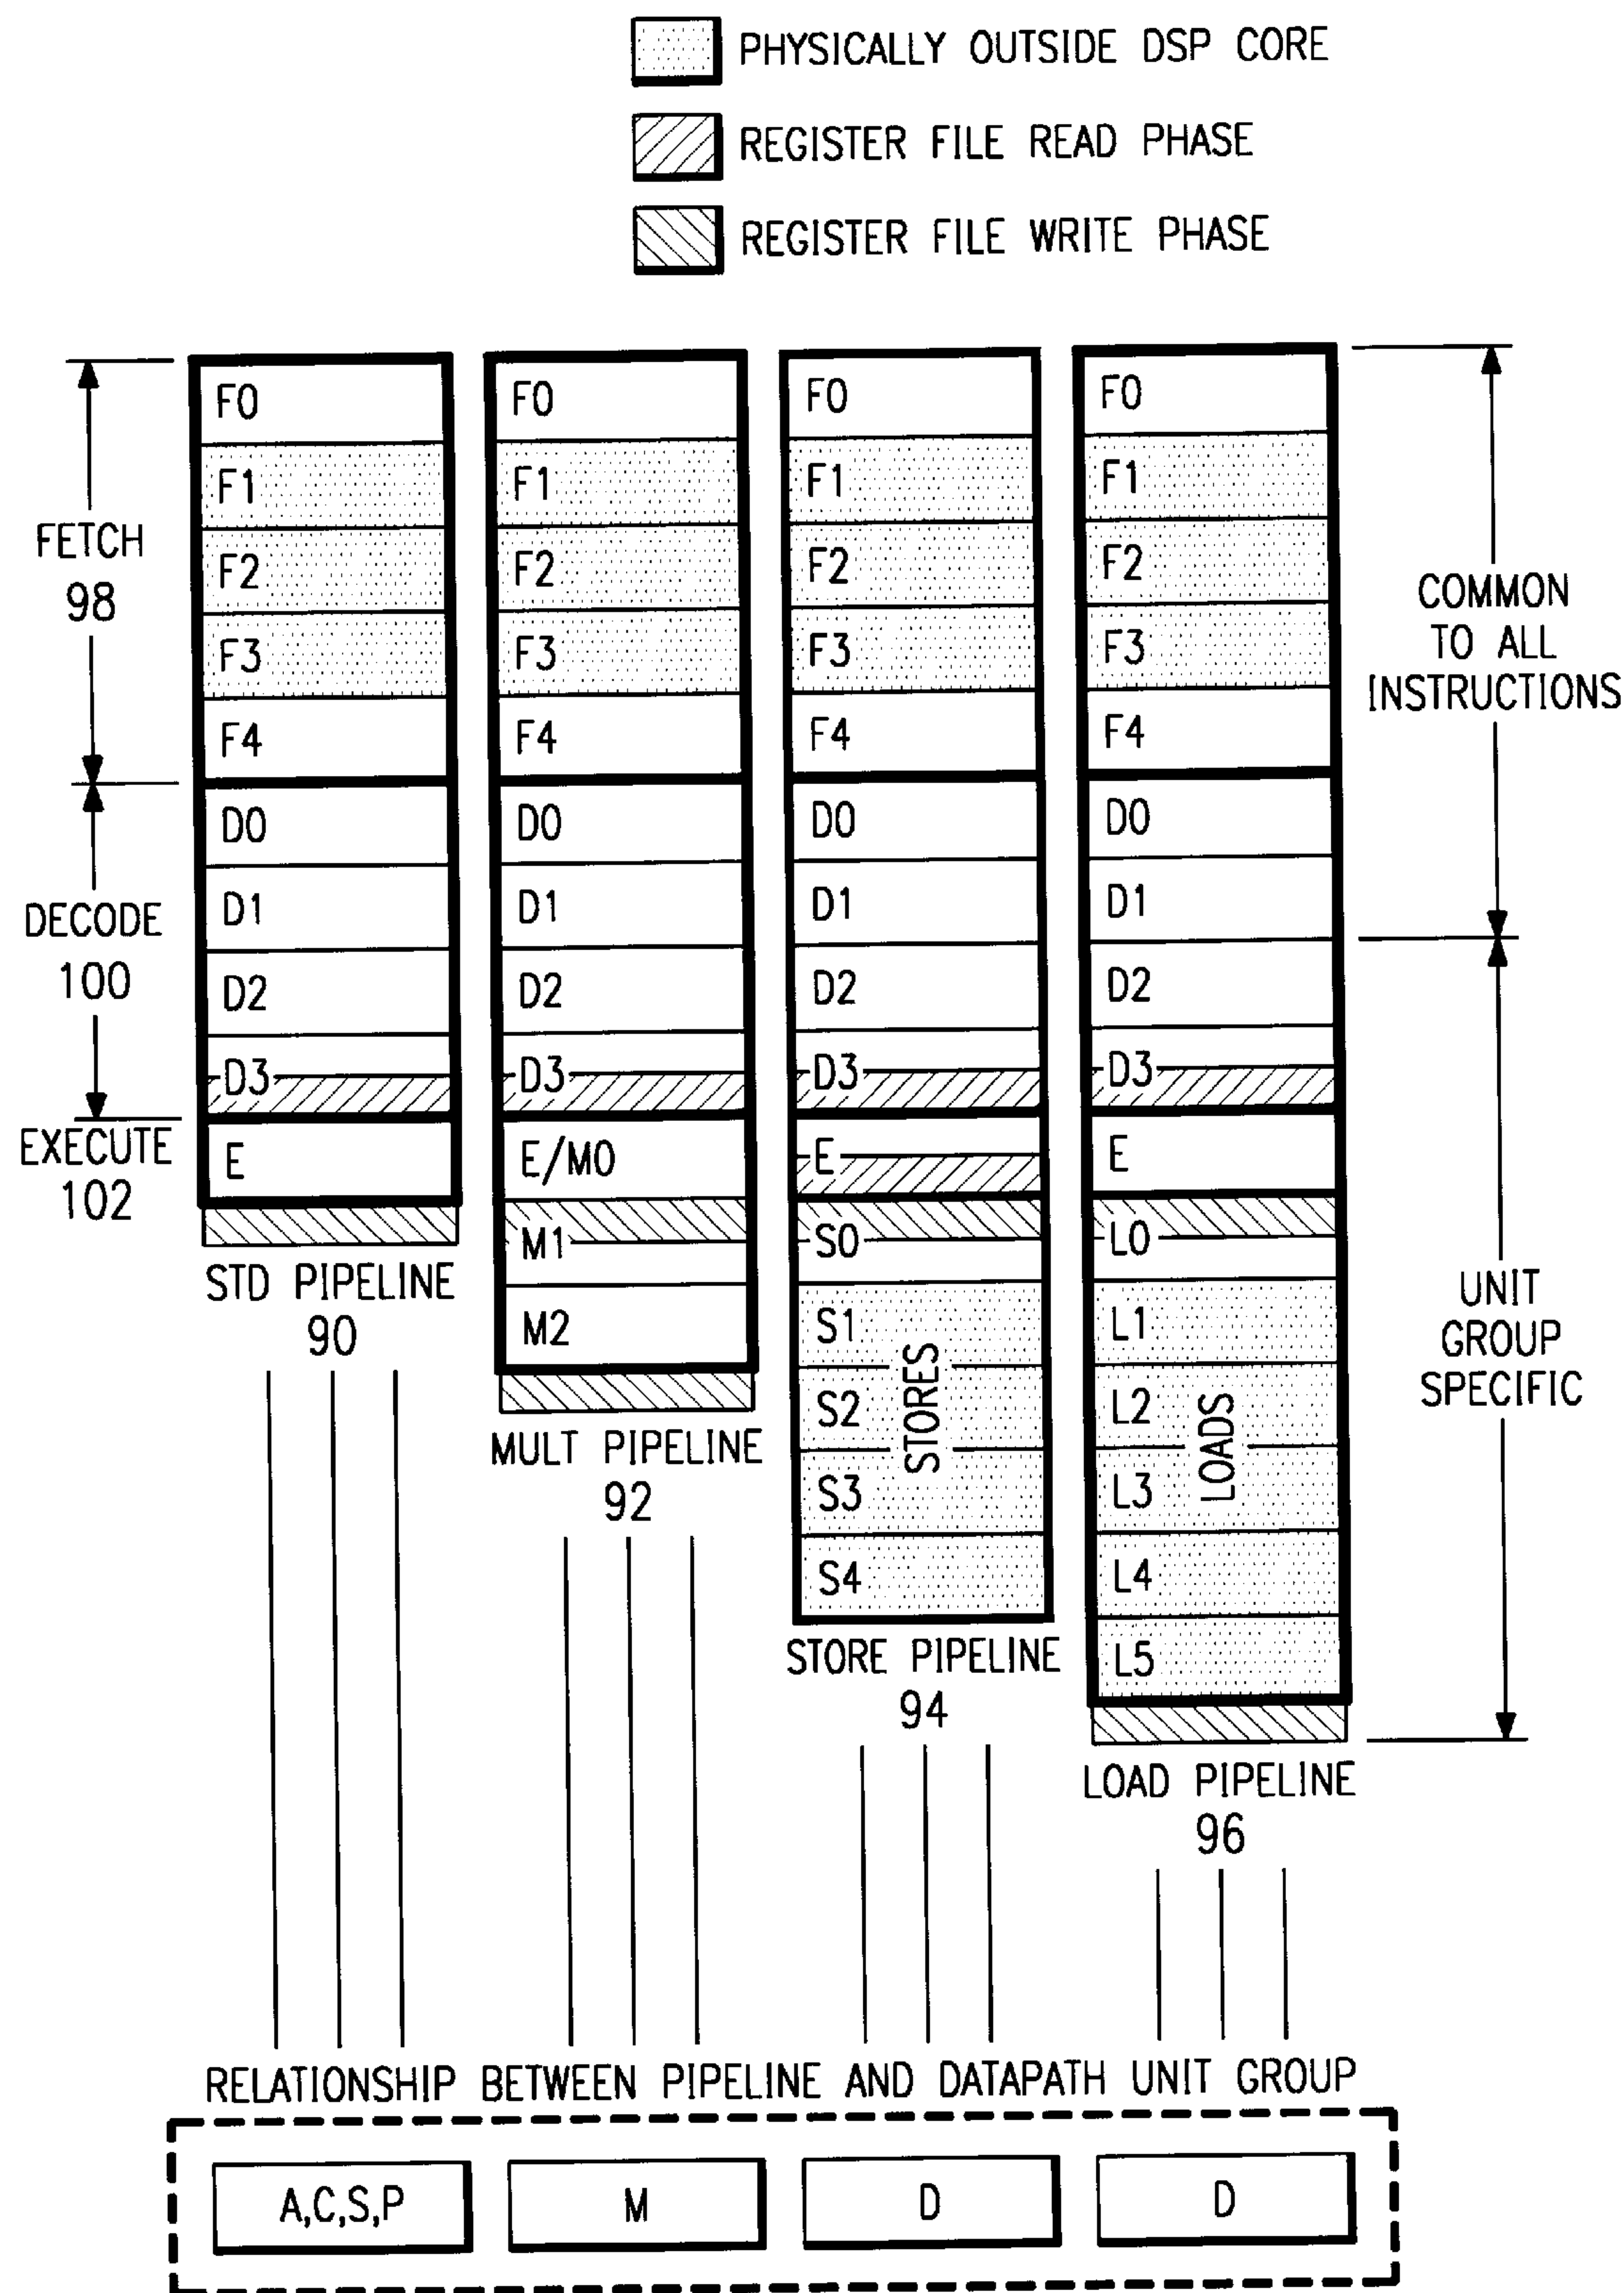 PHYSICALLY OUTSIDE DSP CORE
REGISTER FILE READ PHASE
REGISTER FILE WRITE PHASE
FETCH
98
DECODE
100
EXECUTE
102
F0
F1
F2
F3
F4
D0
D1
D2
D3
E
STD PIPELINE
90
F0
F1
F2
F3
F4
D0
D1
D2
D3
E/M0
M1
M2
MULT PIPELINE
92
F0
F1
F2
F3
F4
D0
D1
D2
D3
E
S0
S1
S2
S3
S4
STORES
STORE PIPELINE
94
F0
F1
F2
F3
F4
D0
D1
D2
D3
E
L0
L1
L2
L3
L4
L5
LOADS
LOAD PIPELINE
96
COMMON
TO ALL
INSTRUCTIONS
UNIT
GROUP
SPECIFIC
RELATIONSHIP BETWEEN PIPELINE AND DATAPATH UNIT GROUP
A,C,S,P
M
D
D